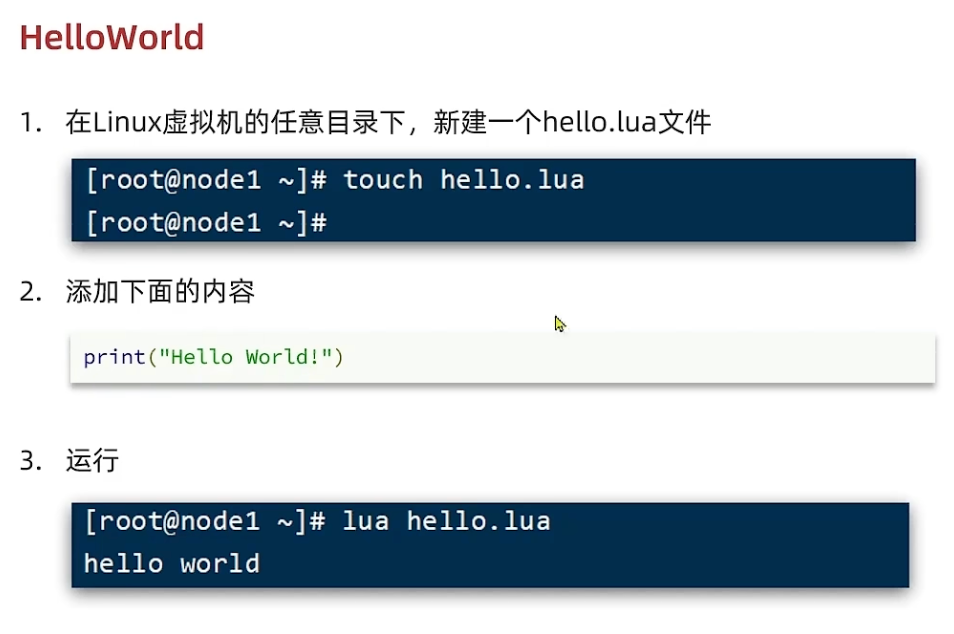 HelloWorld
1. 在Linux虚拟机的任意目录下，新建一个hello.lua文件
[root@node1 ~]# touch hello.lua
[root@node1 ~]#
2. 添加下面的内容
print("Hello World!")
3. 运行
[root@node1 ~]# lua hello.lua
hello world